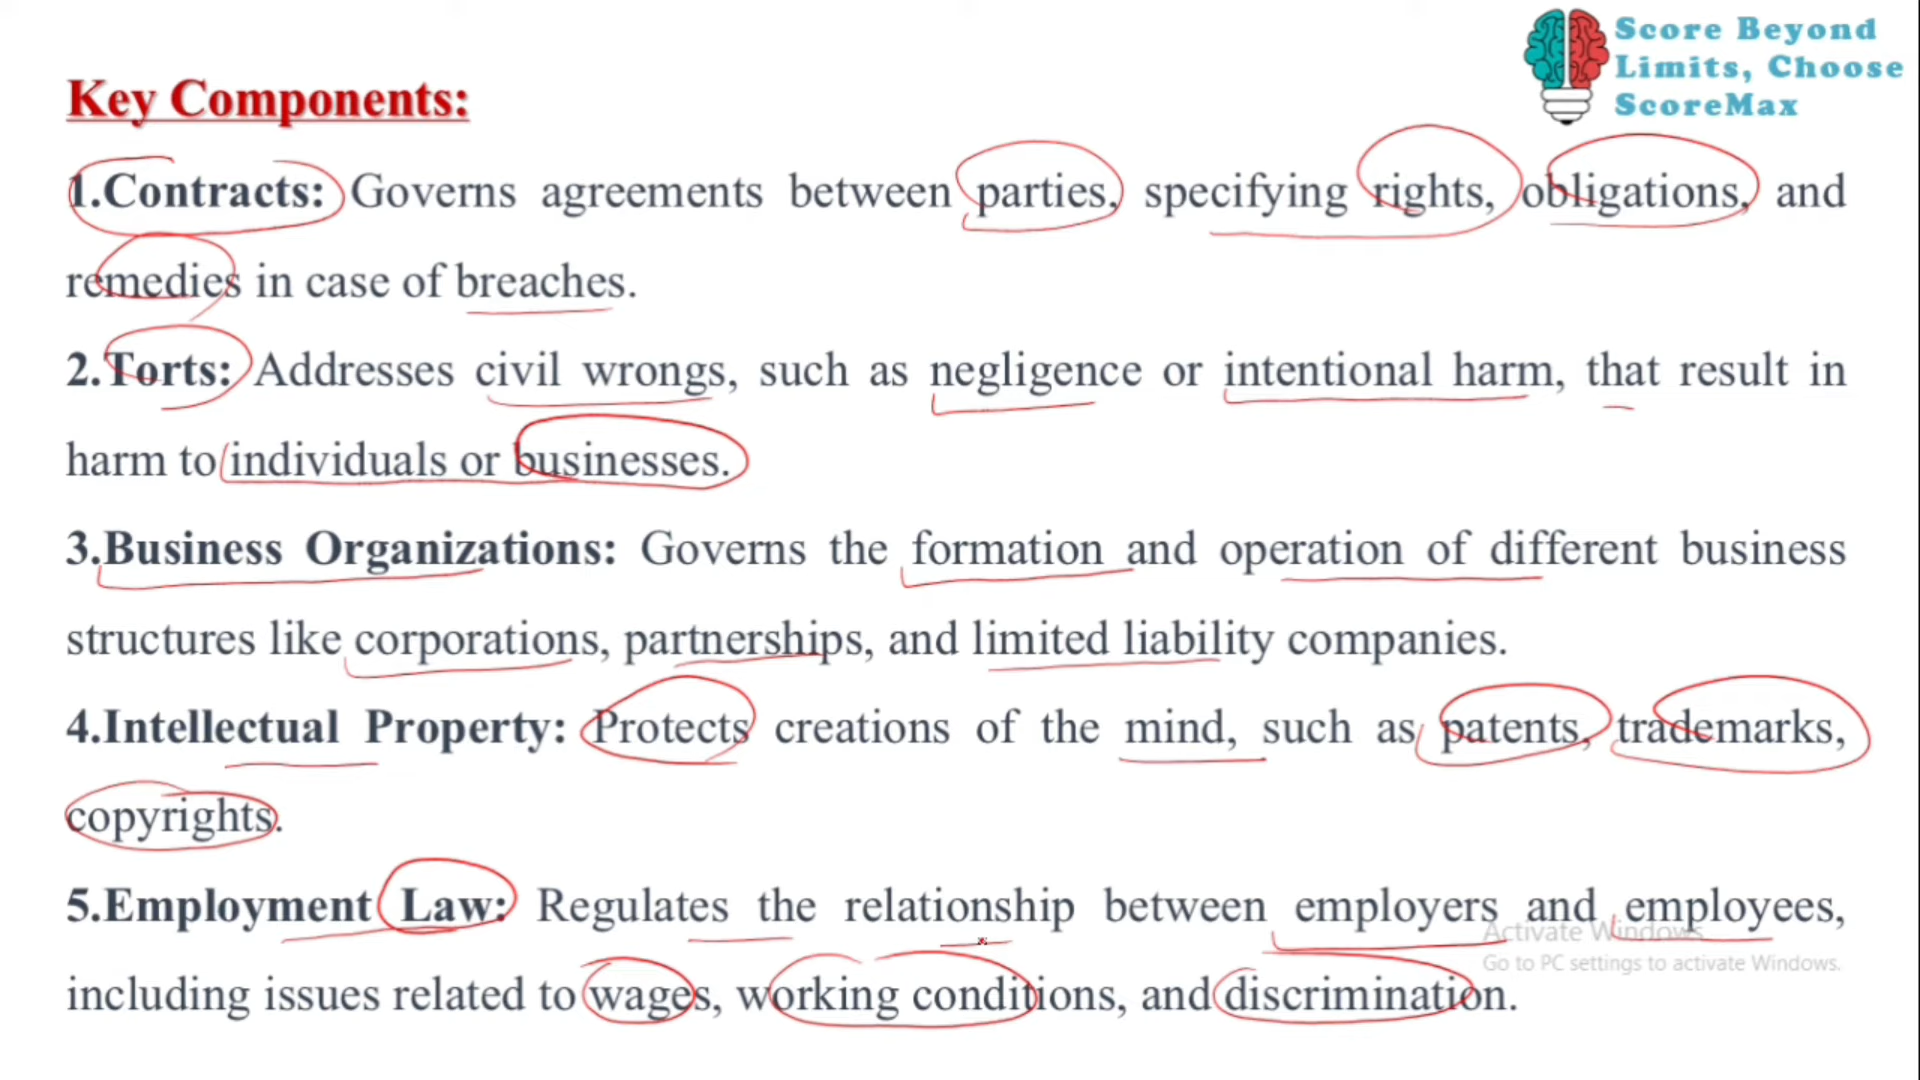 Score Beyond
Limits, Choose
ScoreMax
Key Components:
1.Contracts: Governs agreements between parties, specifying rights, obligations, and
remedies in case of breaches.
2.Torts: Addresses civil wrongs, such as negligence or intentional harm, that result in
harm to individuals or businesses.
3.Business Organizations: Governs the formation and operation of different business
structures like corporations, partnerships, and limited liability companies.
4.Intellectual Property: Protects creations of the mind, such as patents, trademarks,
copyrights.
5.Employment Law: Regulates the relationship between employers and employees,
including issues related to wages, working conditions, and discrimination.
Activate Windows
Go to PC settings to activate Windows.